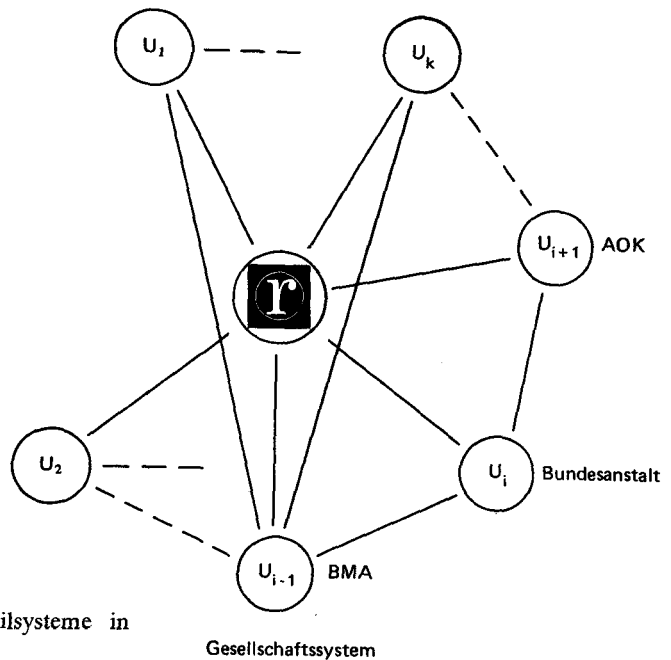 U₁
Uₖ
Uᵢ₊₁ AOK
r
U₂
Uᵢ Bundesanstalt
Uᵢ₋₁ BMA
ilsysteme in
Gesellschaftssystem